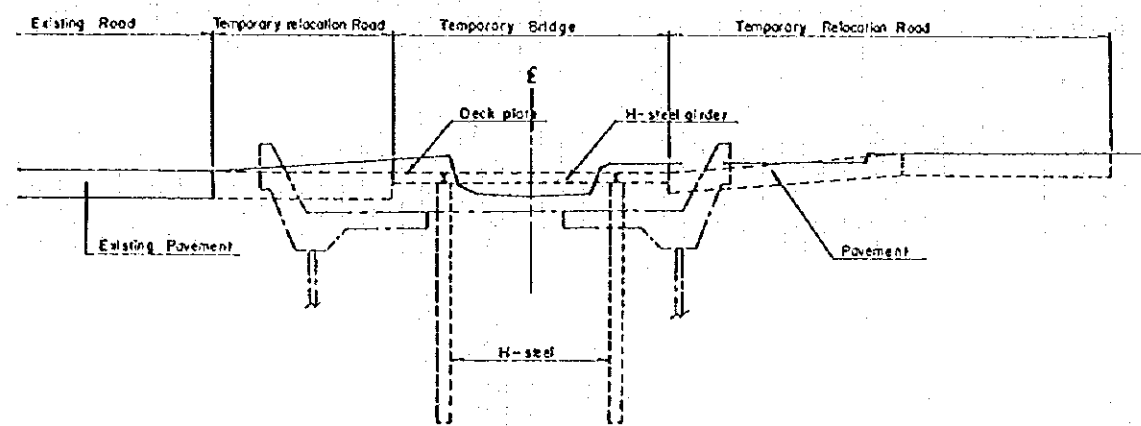 Existing Road
Temporary relocation Road
Temporary Bridge
Temporary Relocation Road
℄
Deck plate
H-steel girder
Existing Pavement
Pavement
H-steel